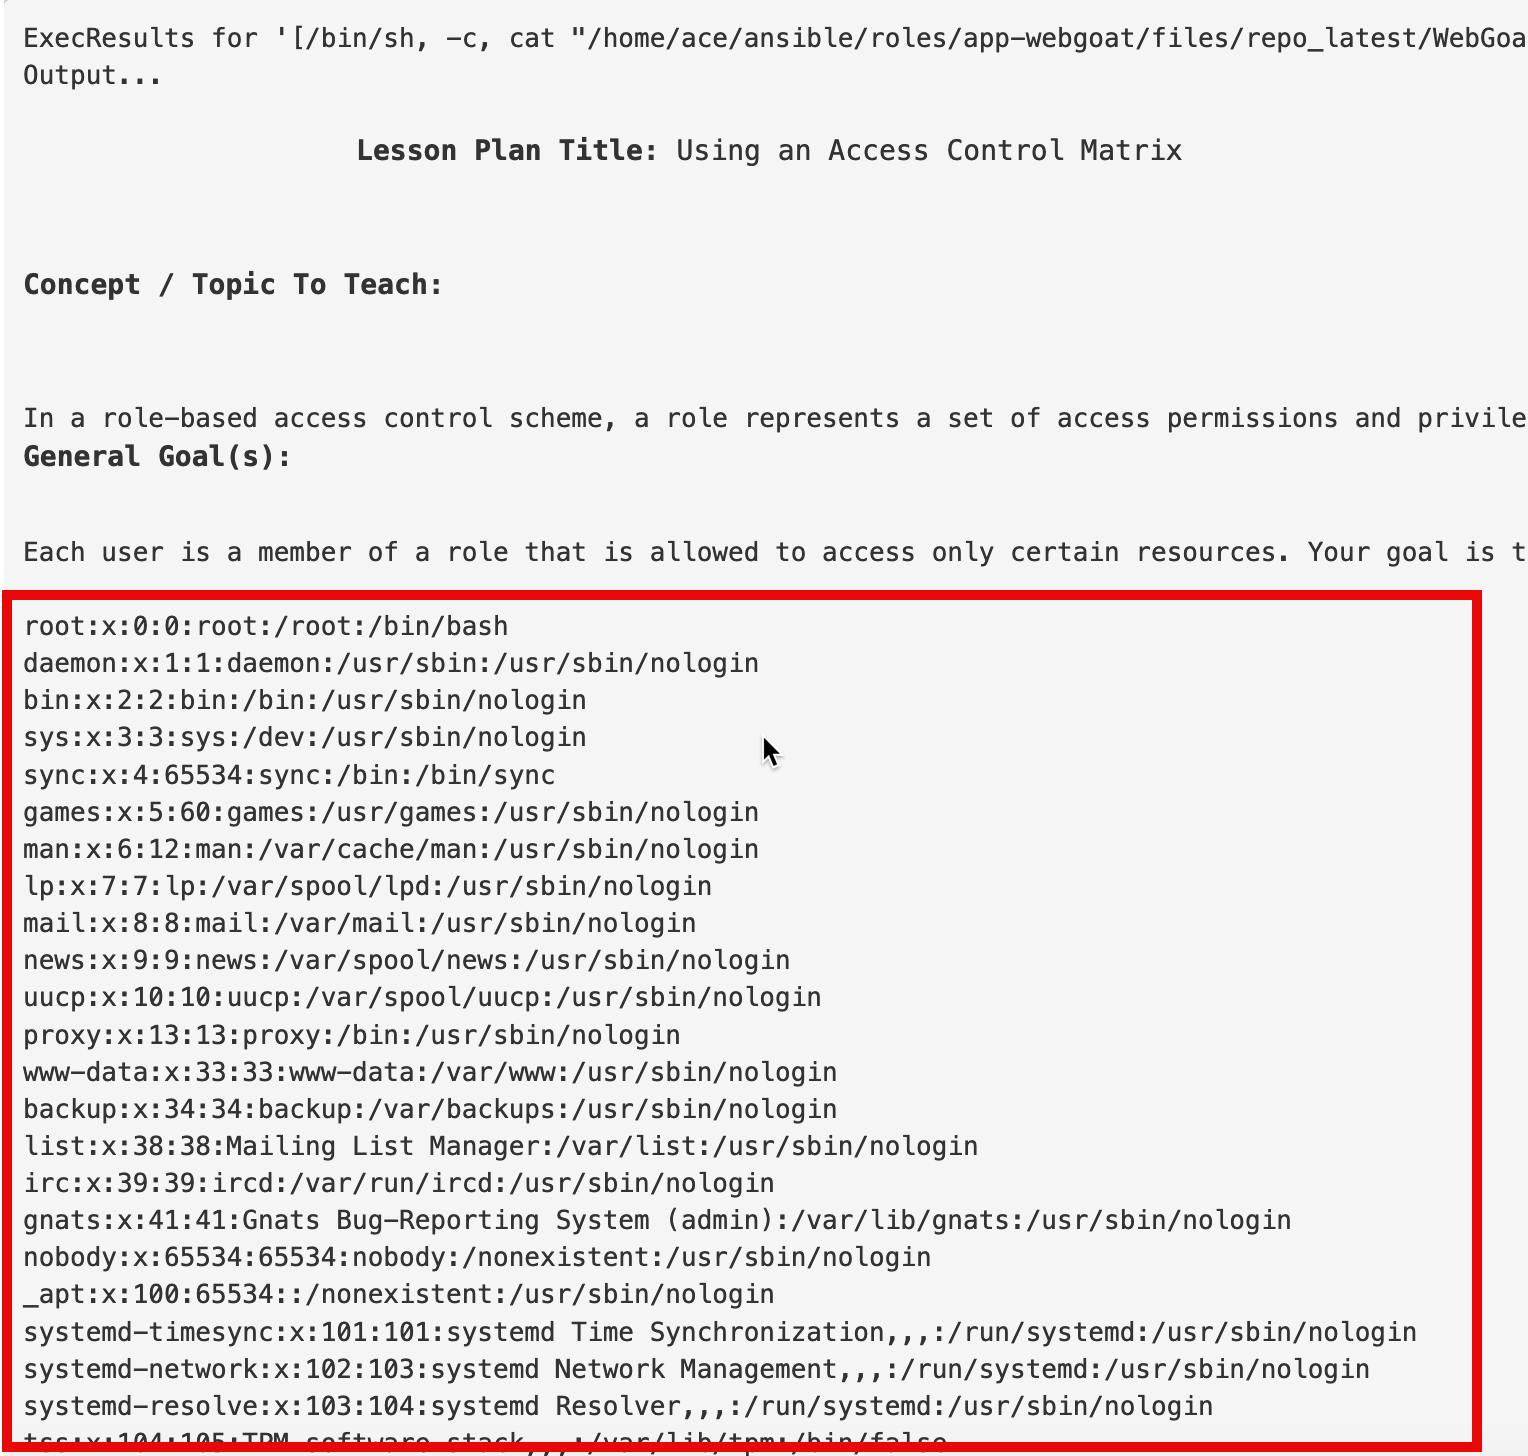 ExecResults for '[/bin/sh, -c, cat "/home/ace/ansible/roles/app-webgoat/files/repo_latest/WebGoa
Output...
Lesson Plan Title: Using an Access Control Matrix
Concept / Topic To Teach:
In a role-based access control scheme, a role represents a set of access permissions and privile
General Goal(s):
Each user is a member of a role that is allowed to access only certain resources. Your goal is t
root:x:0:0:root:/root:/bin/bash
daemon:x:1:1:daemon:/usr/sbin:/usr/sbin/nologin
bin:x:2:2:bin:/bin:/usr/sbin/nologin
sys:x:3:3:sys:/dev:/usr/sbin/nologin
sync:x:4:65534:sync:/bin:/bin/sync
games:x:5:60:games:/usr/games:/usr/sbin/nologin
man:x:6:12:man:/var/cache/man:/usr/sbin/nologin
lp:x:7:7:lp:/var/spool/lpd:/usr/sbin/nologin
mail:x:8:8:mail:/var/mail:/usr/sbin/nologin
news:x:9:9:news:/var/spool/news:/usr/sbin/nologin
uucp:x:10:10:uucp:/var/spool/uucp:/usr/sbin/nologin
proxy:x:13:13:proxy:/bin:/usr/sbin/nologin
www-data:x:33:33:www-data:/var/www:/usr/sbin/nologin
backup:x:34:34:backup:/var/backups:/usr/sbin/nologin
list:x:38:38:Mailing List Manager:/var/list:/usr/sbin/nologin
irc:x:39:39:ircd:/var/run/ircd:/usr/sbin/nologin
gnats:x:41:41:Gnats Bug-Reporting System (admin):/var/lib/gnats:/usr/sbin/nologin
nobody:x:65534:65534:nobody:/nonexistent:/usr/sbin/nologin
_apt:x:100:65534::/nonexistent:/usr/sbin/nologin
systemd-timesync:x:101:101:systemd Time Synchronization,,,:/run/systemd:/usr/sbin/nologin
systemd-network:x:102:103:systemd Network Management,,,:/run/systemd:/usr/sbin/nologin
systemd-resolve:x:103:104:systemd Resolver,,,:/run/systemd:/usr/sbin/nologin
tss:x:104:105:TPM software stack,,,:/var/lib/tpm:/bin/false